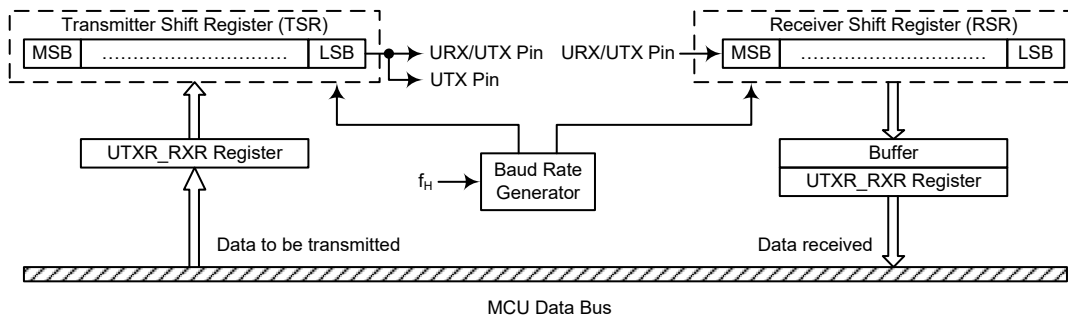 Transmitter Shift Register (TSR)
MSB ………………………… LSB
URX/UTX Pin
UTX Pin
Receiver Shift Register (RSR)
URX/UTX Pin
MSB ………………………… LSB
UTXR_RXR Register
Baud Rate
Generator
fH
Buffer
UTXR_RXR Register
Data to be transmitted
Data received
MCU Data Bus